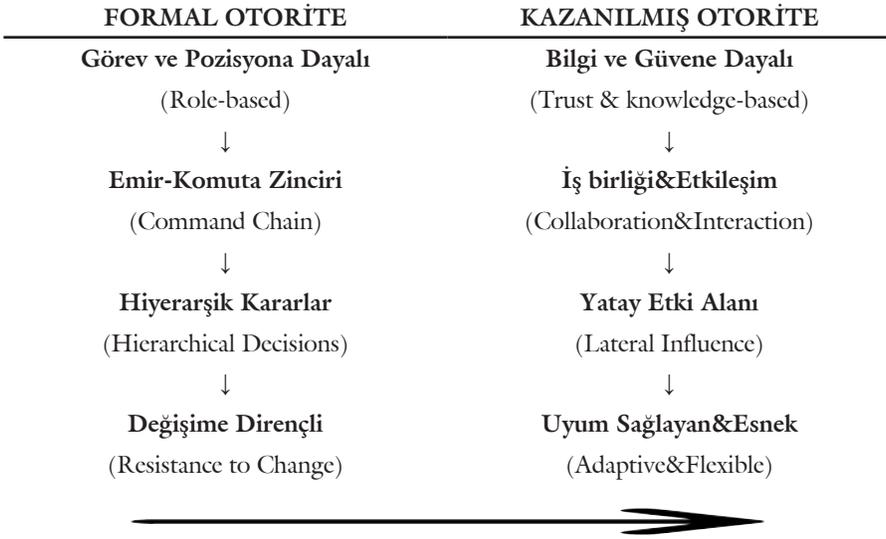 FORMAL OTORİTE KAZANILMIŞ OTORİTE
Görev ve Pozisyona Dayalı Bilgi ve Güvene Dayalı
(Role-based) (Trust & knowledge-based)
↓ ↓
Emir-Komuta Zinciri İş birliği&Etkileşim
(Command Chain) (Collaboration&Interaction)
↓ ↓
Hiyerarşik Kararlar Yatay Etki Alanı
(Hierarchical Decisions) (Lateral Influence)
↓ ↓
Değişime Dirençli Uyum Sağlayan&Esnek
(Resistance to Change) (Adaptive&Flexible)